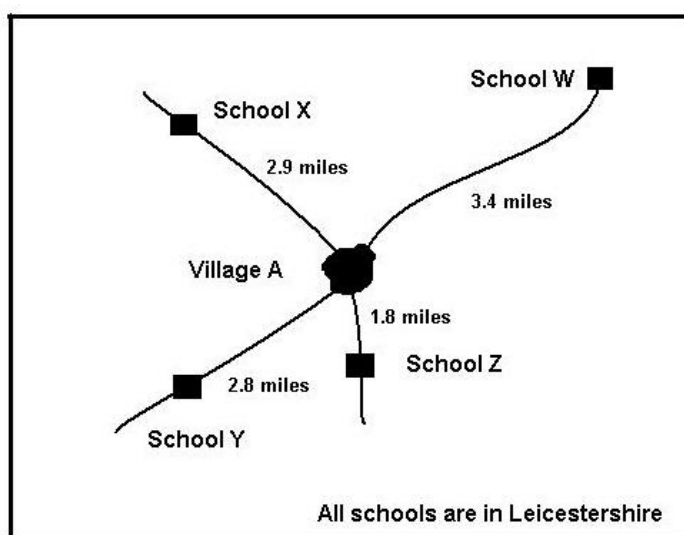 School W
School X
2.9 miles
3.4 miles
Village A
1.8 miles
School Z
2.8 miles
School Y
All schools are in Leicestershire